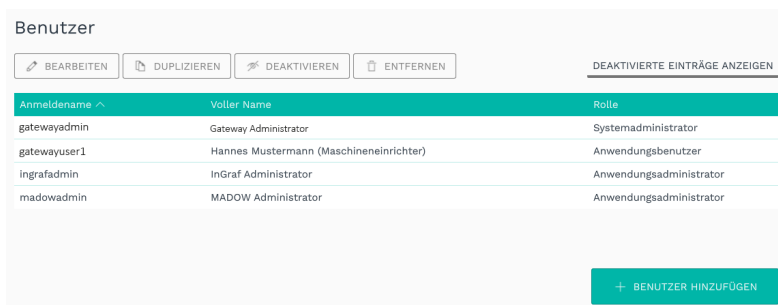 Benutzer
BEARBEITEN DUPLIZIEREN DEAKTIVIEREN ENTFERNEN DEAKTIVIERTE EINTRÄGE ANZEIGEN
Anmeldename Voller Name Rolle
gatewayadmin Gateway Administrator Systemadministrator
gatewayuser1 Hannes Mustermann (Maschineneinrichter) Anwendungsbenutzer
ingrafadmin InGraf Administrator Anwendungsadministrator
madowadmin MADOW Administrator Anwendungsadministrator
+ BENUTZER HINZUFÜGEN